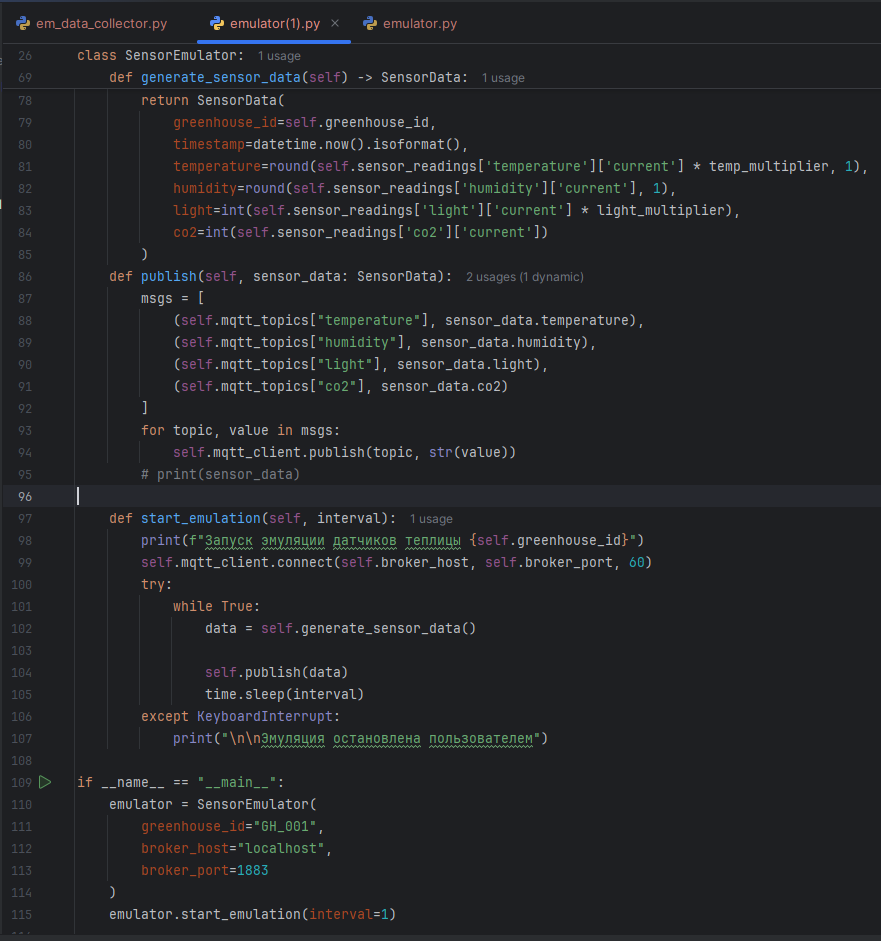 em_data_collector.py emulator(1).py × emulator.py
26 class SensorEmulator: 1 usage
69 def generate_sensor_data(self) -> SensorData: 1 usage
78 return SensorData(
79 greenhouse_id=self.greenhouse_id,
80 timestamp=datetime.now().isoformat(),
81 temperature=round(self.sensor_readings['temperature']['current'] * temp_multiplier, 1),
82 humidity=round(self.sensor_readings['humidity']['current'], 1),
83 light=int(self.sensor_readings['light']['current'] * light_multiplier),
84 co2=int(self.sensor_readings['co2']['current'])
85 )
86 def publish(self, sensor_data: SensorData): 2 usages (1 dynamic)
87 msgs = [
88 (self.mqtt_topics["temperature"], sensor_data.temperature),
89 (self.mqtt_topics["humidity"], sensor_data.humidity),
90 (self.mqtt_topics["light"], sensor_data.light),
91 (self.mqtt_topics["co2"], sensor_data.co2)
92 ]
93 for topic, value in msgs:
94 self.mqtt_client.publish(topic, str(value))
95 # print(sensor_data)
96
97 def start_emulation(self, interval): 1 usage
98 print(f"Запуск эмуляции датчиков теплицы {self.greenhouse_id}")
99 self.mqtt_client.connect(self.broker_host, self.broker_port, 60)
100 try:
101 while True:
102 data = self.generate_sensor_data()
103
104 self.publish(data)
105 time.sleep(interval)
106 except KeyboardInterrupt:
107 print("\n\nЭмуляция остановлена пользователем")
108
109 if __name__ == "__main__":
110 emulator = SensorEmulator(
111 greenhouse_id="GH_001",
112 broker_host="localhost",
113 broker_port=1883
114 )
115 emulator.start_emulation(interval=1)